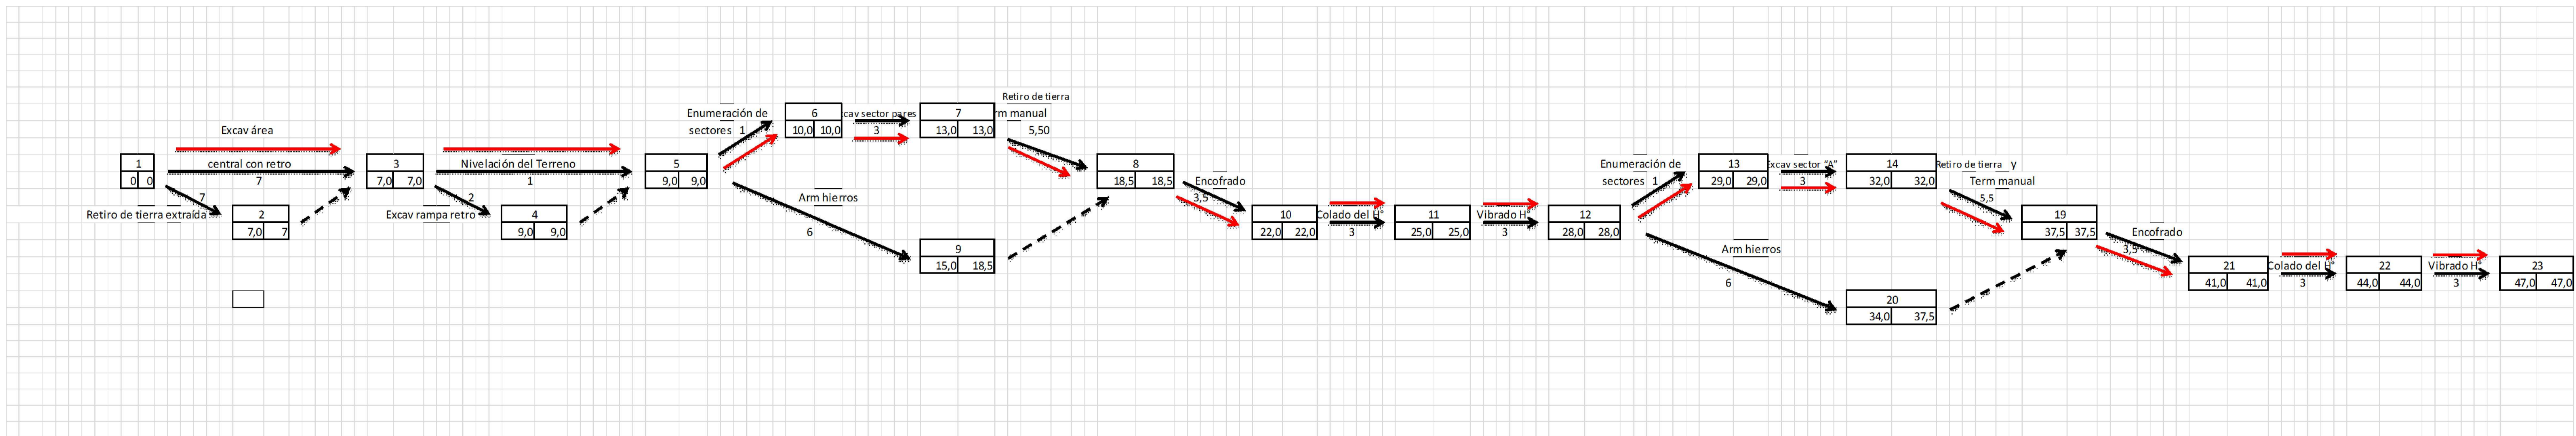 Excav área
central con retro
7
1
0 0
7
Retiro de tierra extraída
2
7,0 7
3
7,0 7,0
Nivelación del Terreno
1
2
Excav rampa retro
4
9,0 9,0
5
9,0 9,0
Enumeración de
sectores 1
6
10,0 10,0
cav sector pares
3
7
13,0 13,0
Retiro de tierra
rm manual
5,50
Arm hierros
6
9
15,0 18,5
8
18,5 18,5
Encofrado
3,5
10
22,0 22,0
Colado del H°
3
11
25,0 25,0
Vibrado H°
3
12
28,0 28,0
Enumeración de
sectores 1
13
29,0 29,0
Excav sector “A”
3
14
32,0 32,0
Retiro de tierra y
Term manual
5,5
Arm hierros
6
20
34,0 37,5
19
37,5 37,5
Encofrado
3,5
21
41,0 41,0
Colado del H°
3
22
44,0 44,0
Vibrado H°
3
23
47,0 47,0